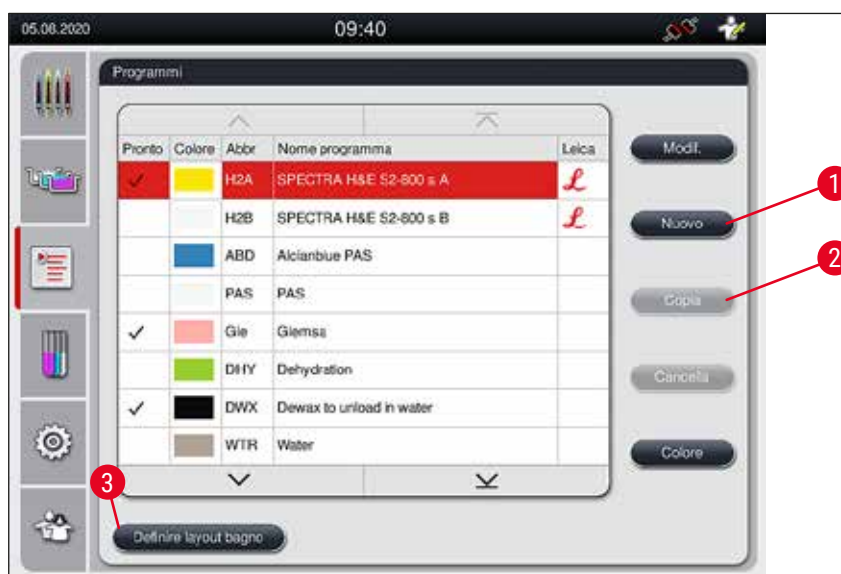 05.06.2020 09:40
Programmi
Pronto Colore Abbr Nome programma Leica
H2A SPECTRA H&E S2-800 s A
H2B SPECTRA H&E S2-800 s B
ABD Alcianblue PAS
PAS PAS
Gie Giemsa
DHY Dehydration
DWX Dewax to unload in water
WTR Water
Modif.
Nuovo
Copia
Cancella
Colore
Definire layout bagno
1
2
3